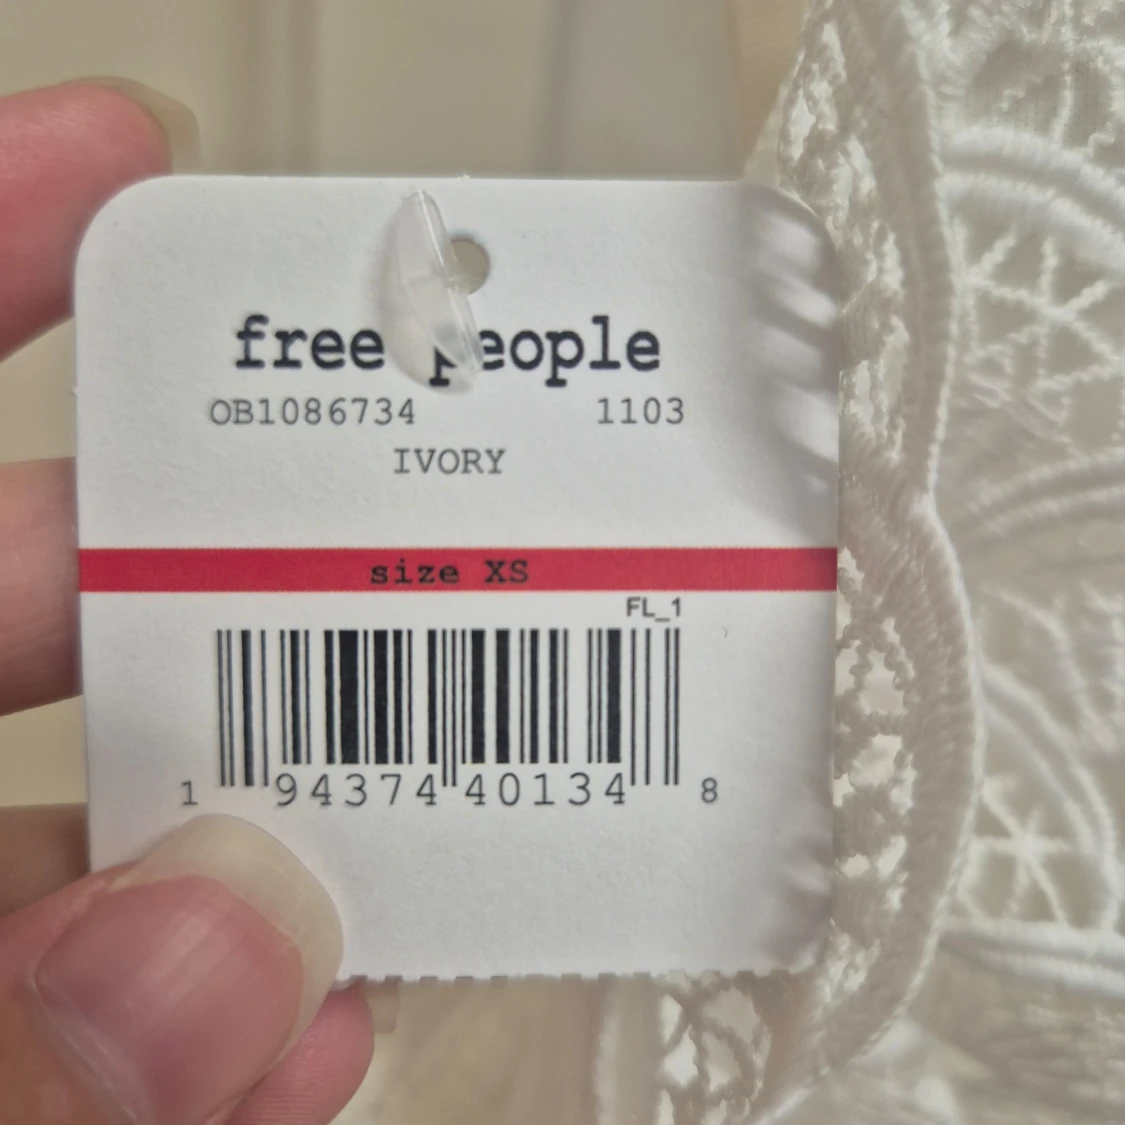 free people
OB1086734 1103
IVORY
size XS
FL_1
1 94374 40134 8